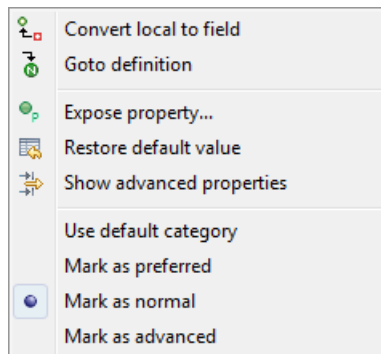 Convert local to field
Goto definition
Expose property...
Restore default value
Show advanced properties
Use default category
Mark as preferred
Mark as normal
Mark as advanced